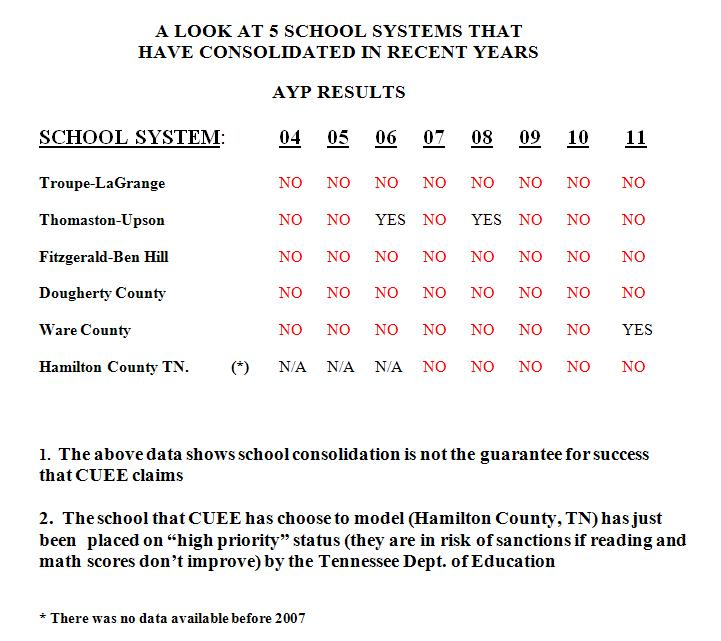 A LOOK AT 5 SCHOOL SYSTEMS THAT
HAVE CONSOLIDATED IN RECENT YEARS
AYP RESULTS
SCHOOL SYSTEM: 04 05 06 07 08 09 10 11
Troupe-LaGrange NO NO NO NO NO NO NO NO
Thomaston-Upson NO NO YES NO YES NO NO NO
Fitzgerald-Ben Hill NO NO NO NO NO NO NO NO
Dougherty County NO NO NO NO NO NO NO NO
Ware County NO NO NO NO NO NO NO YES
Hamilton County TN. (*) N/A N/A N/A NO NO NO NO NO
1. The above data shows school consolidation is not the guarantee for success
that CUEE claims
2. The school that CUEE has choose to model (Hamilton County, TN) has just
been placed on “high priority” status (they are in risk of sanctions if reading and
math scores don’t improve) by the Tennessee Dept. of Education
* There was no data available before 2007